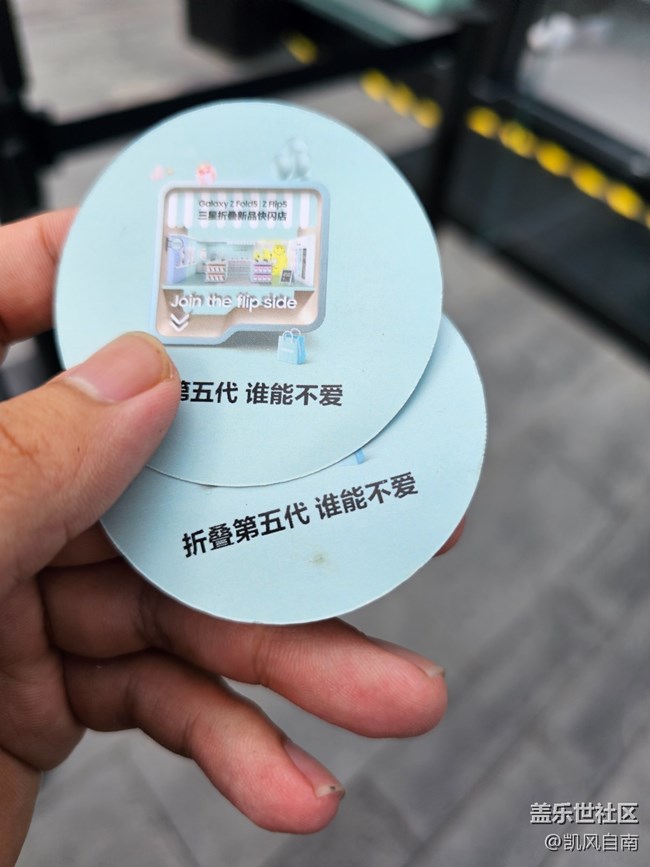 Galaxy Z Fold5 | Z Flip5
三星折叠新品快闪店
Join the flip side
第五代 谁能不爱
折叠第五代 谁能不爱
盖乐世社区
@凯风自南